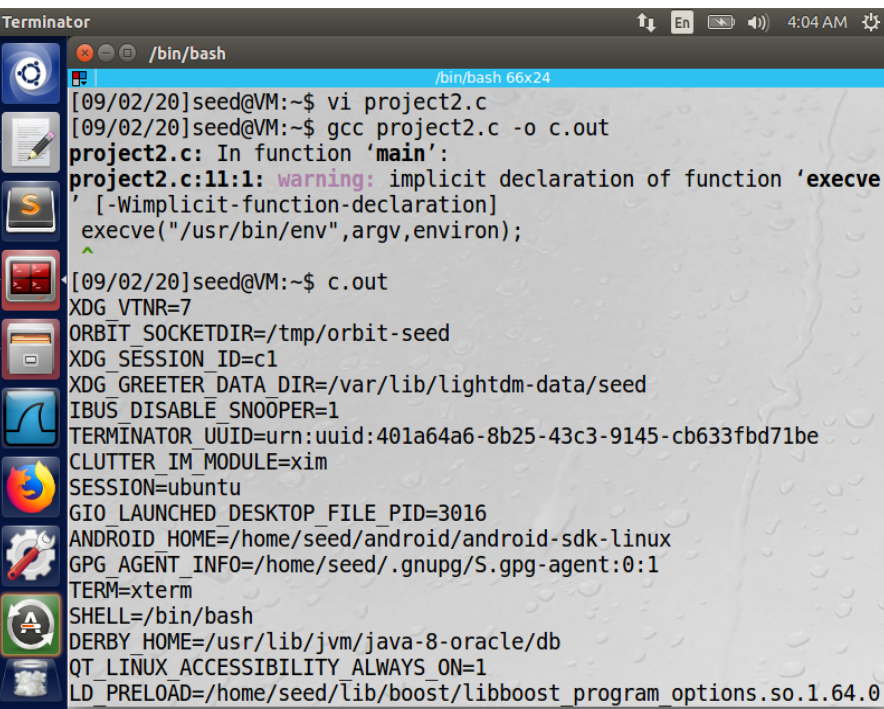 Terminator
En
4:04 AM
/bin/bash
/bin/bash 66x24
[09/02/20]seed@VM:~$ vi project2.c
[09/02/20]seed@VM:~$ gcc project2.c -o c.out
project2.c: In function ‘main’:
project2.c:11:1: warning: implicit declaration of function ‘execve
’ [-Wimplicit-function-declaration]
 execve("/usr/bin/env",argv,environ);
 ^
[09/02/20]seed@VM:~$ c.out
XDG_VTNR=7
ORBIT_SOCKETDIR=/tmp/orbit-seed
XDG_SESSION_ID=c1
XDG_GREETER_DATA_DIR=/var/lib/lightdm-data/seed
IBUS_DISABLE_SNOOPER=1
TERMINATOR_UUID=urn:uuid:401a64a6-8b25-43c3-9145-cb633fbd71be
CLUTTER_IM_MODULE=xim
SESSION=ubuntu
GIO_LAUNCHED_DESKTOP_FILE_PID=3016
ANDROID_HOME=/home/seed/android/android-sdk-linux
GPG_AGENT_INFO=/home/seed/.gnupg/S.gpg-agent:0:1
TERM=xterm
SHELL=/bin/bash
DERBY_HOME=/usr/lib/jvm/java-8-oracle/db
QT_LINUX_ACCESSIBILITY_ALWAYS_ON=1
LD_PRELOAD=/home/seed/lib/boost/libboost_program_options.so.1.64.0